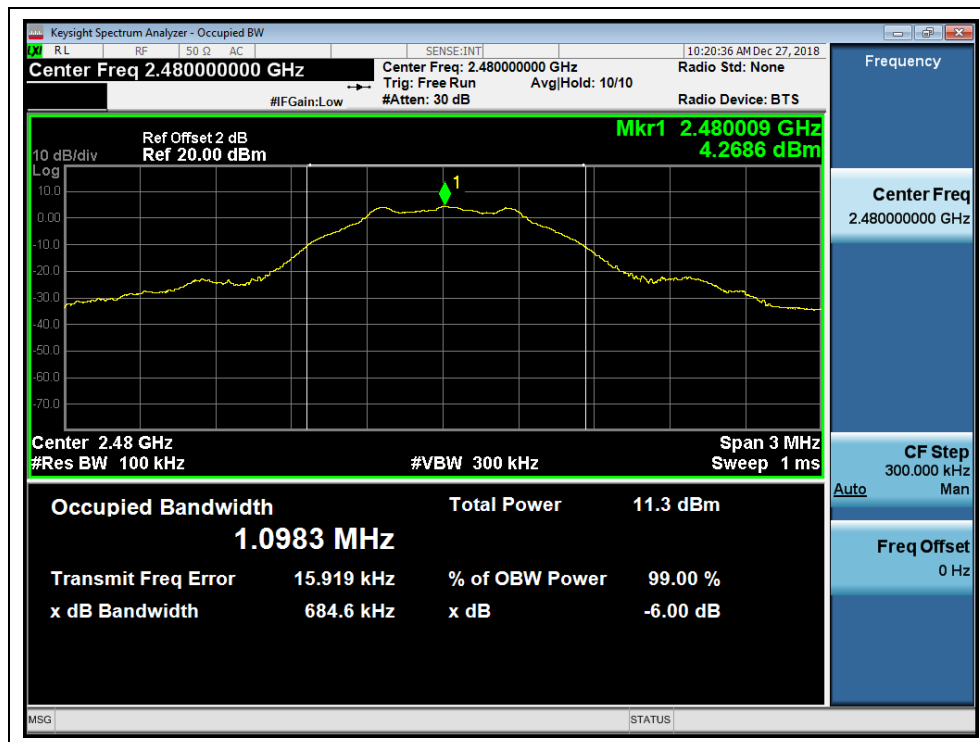 Keysight Spectrum Analyzer - Occupied BW
LXI RL RF 50 Ω AC SENSE:INT 10:20:36 AM Dec 27, 2018
Center Freq 2.480000000 GHz Center Freq: 2.480000000 GHz Radio Std: None
Trig: Free Run Avg|Hold: 10/10
#IFGain:Low #Atten: 30 dB Radio Device: BTS
Frequency
Mkr1 2.480009 GHz
4.2686 dBm
Ref Offset 2 dB
10 dB/div Ref 20.00 dBm
Log
10.0
0.00
-10.0
-20.0
-30.0
-40.0
-50.0
-60.0
-70.0
1
Center 2.48 GHz Span 3 MHz
#Res BW 100 kHz #VBW 300 kHz Sweep 1 ms
Occupied Bandwidth Total Power 11.3 dBm
1.0983 MHz
Transmit Freq Error 15.919 kHz % of OBW Power 99.00 %
x dB Bandwidth 684.6 kHz x dB -6.00 dB
Center Freq
2.480000000 GHz
CF Step
300.000 kHz
Auto Man
Freq Offset
0 Hz
MSG STATUS